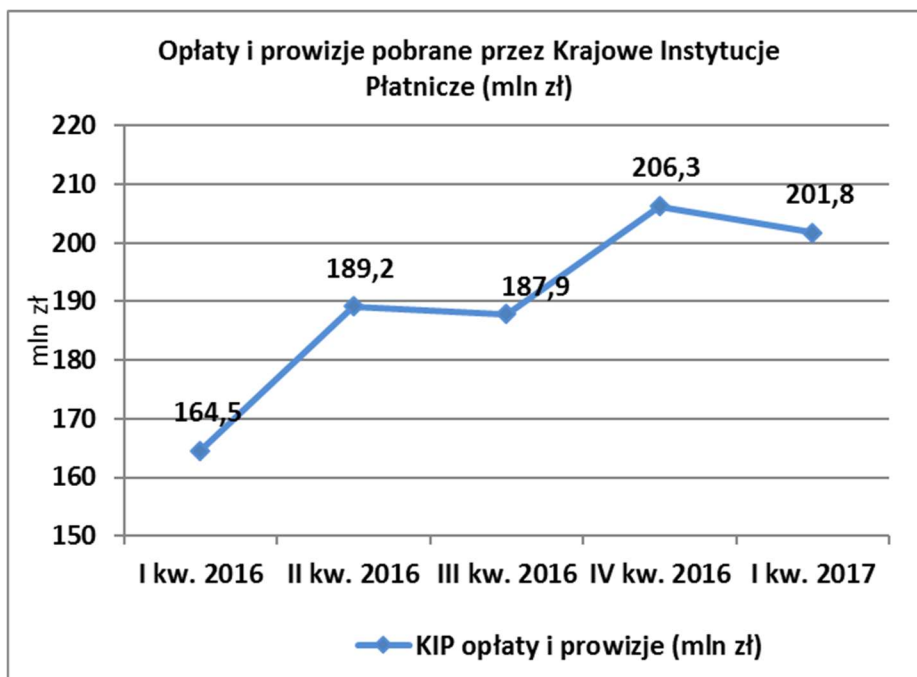 Opłaty i prowizje pobrane przez Krajowe Instytucje
Płatnicze (mln zł)
mln zł
220
210
200
190
180
170
160
150
164,5
189,2
187,9
206,3
201,8
I kw. 2016
II kw. 2016
III kw. 2016
IV kw. 2016
I kw. 2017
KIP opłaty i prowizje (mln zł)